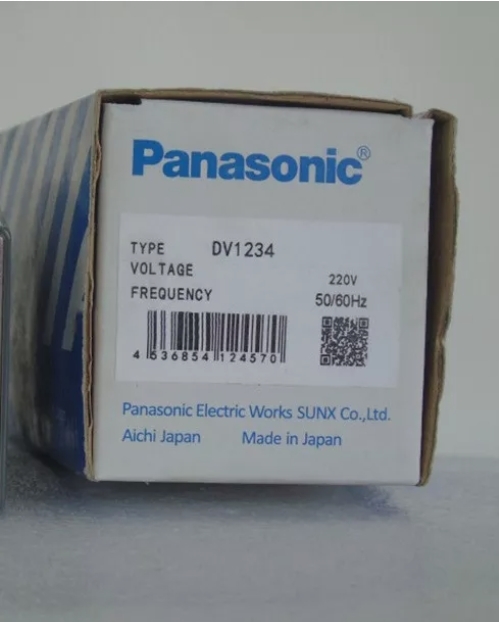 Panasonic®
TYPE DV1234
VOLTAGE 220V
FREQUENCY 50/60Hz
4 536854 124570
Panasonic Electric Works SUNX Co.,Ltd.
Aichi Japan Made in Japan